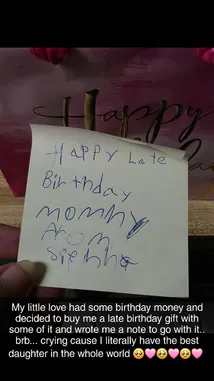 Happy
HAPPY Late
Birthday
mommy
From
My little love had some birthday money and
decided to buy me a late birthday gift with
some of it and wrote me a note to go with it..
brb... crying cause I literally have the best
daughter in the whole world 🥹🩷🥹🩷🥹🩷